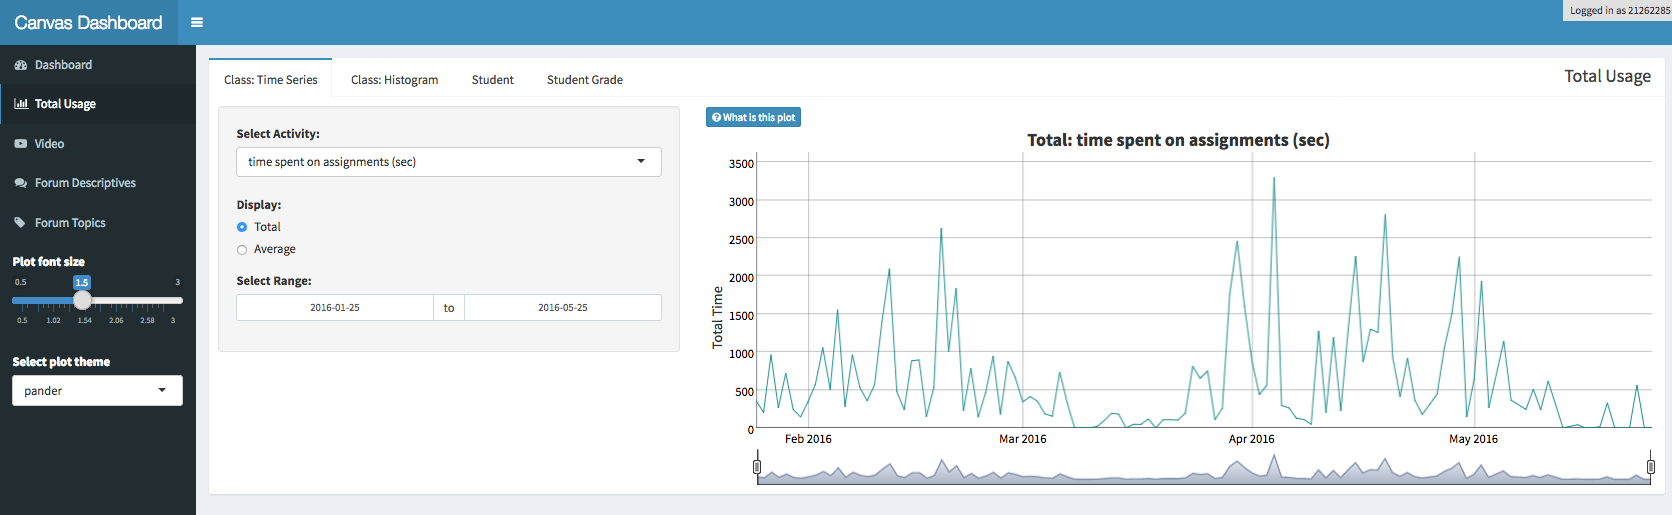 Canvas Dashboard
Logged in as 21262285
Dashboard
Total Usage
Video
Forum Descriptives
Forum Topics
Plot font size
0.5 1.5 3
0.5 1.02 1.54 2.06 2.58 3
Select plot theme
pander
Class: Time Series Class: Histogram Student Student Grade
Total Usage
Select Activity:
time spent on assignments (sec)
Display:
Total
Average
Select Range:
2016-01-25 to 2016-05-25
What is this plot
Total: time spent on assignments (sec)
Total Time
3500
3000
2500
2000
1500
1000
500
0
Feb 2016 Mar 2016 Apr 2016 May 2016